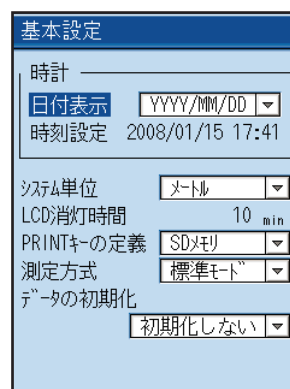 基本設定
時計
日付表示 YYYY/MM/DD
時刻設定 2008/01/15 17:41
ｼｽﾃﾑ単位 ﾒｰﾄﾙ
LCD消灯時間 10 min
PRINTｷｰの定義 SDﾒﾓﾘ
測定方式 標準ﾓｰﾄﾞ
ﾃﾞｰﾀの初期化
初期化しない